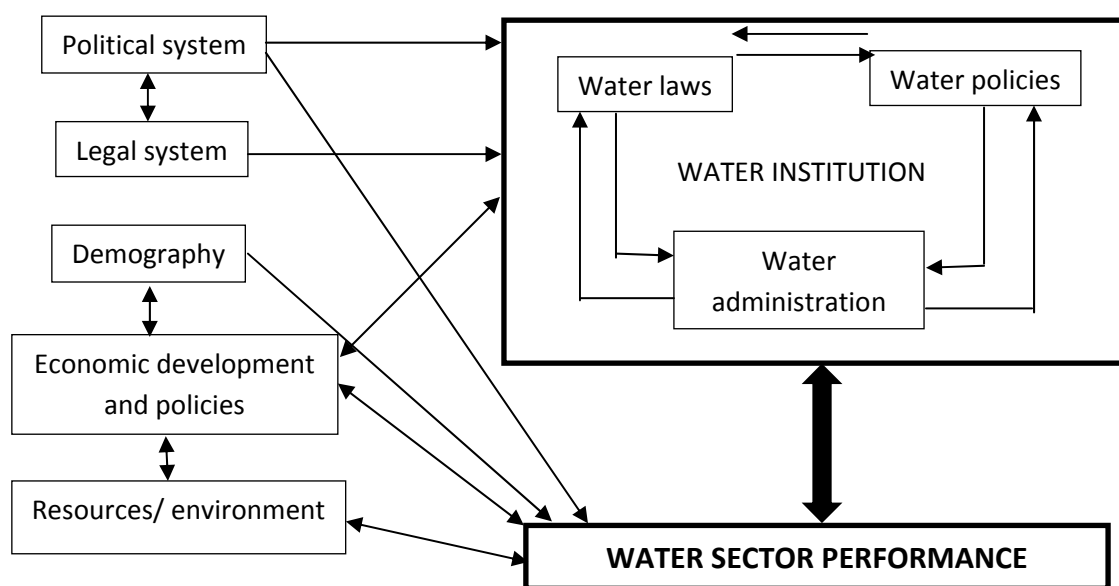 Political system
Legal system
Demography
Economic development
and policies
Resources/ environment
Water laws
Water policies
WATER INSTITUTION
Water
administration
WATER SECTOR PERFORMANCE